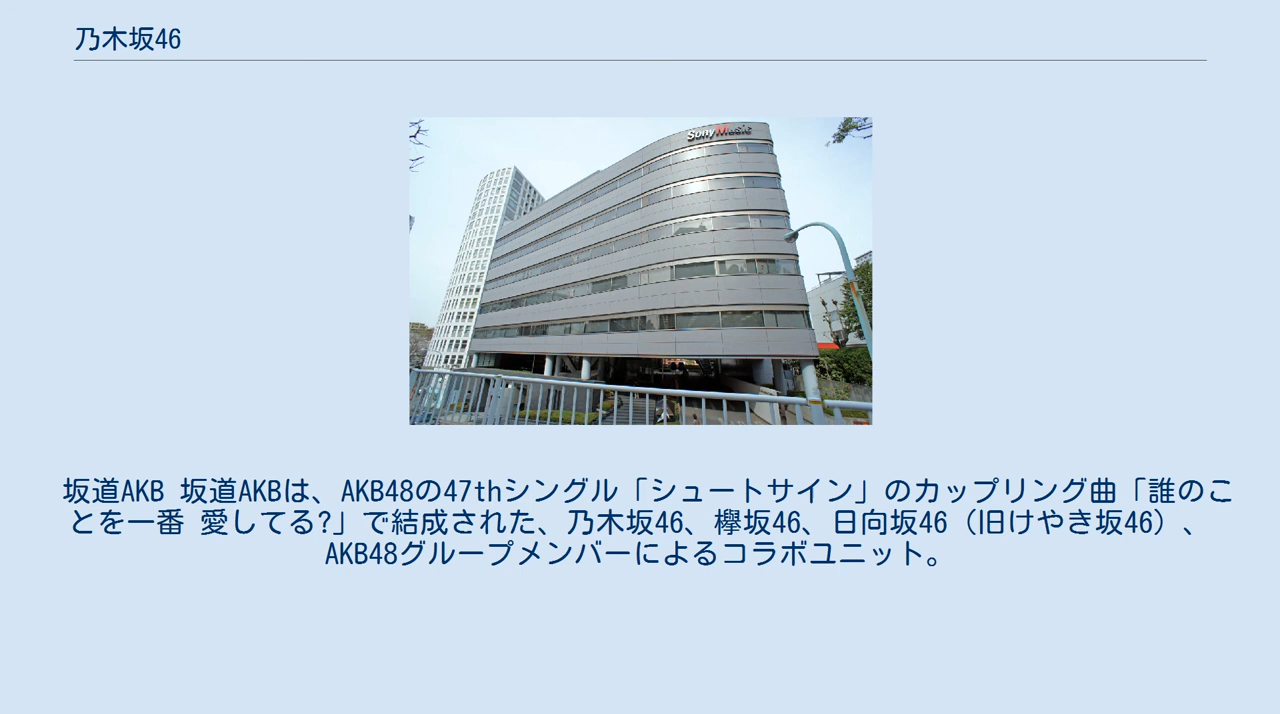 乃木坂46
Sony Music
坂道AKB 坂道AKBは、AKB48の47thシングル「シュートサイン」のカップリング曲「誰のこ
とを一番 愛してる?」で結成された、乃木坂46、欅坂46、日向坂46（旧けやき坂46）、
AKB48グループメンバーによるコラボユニット。